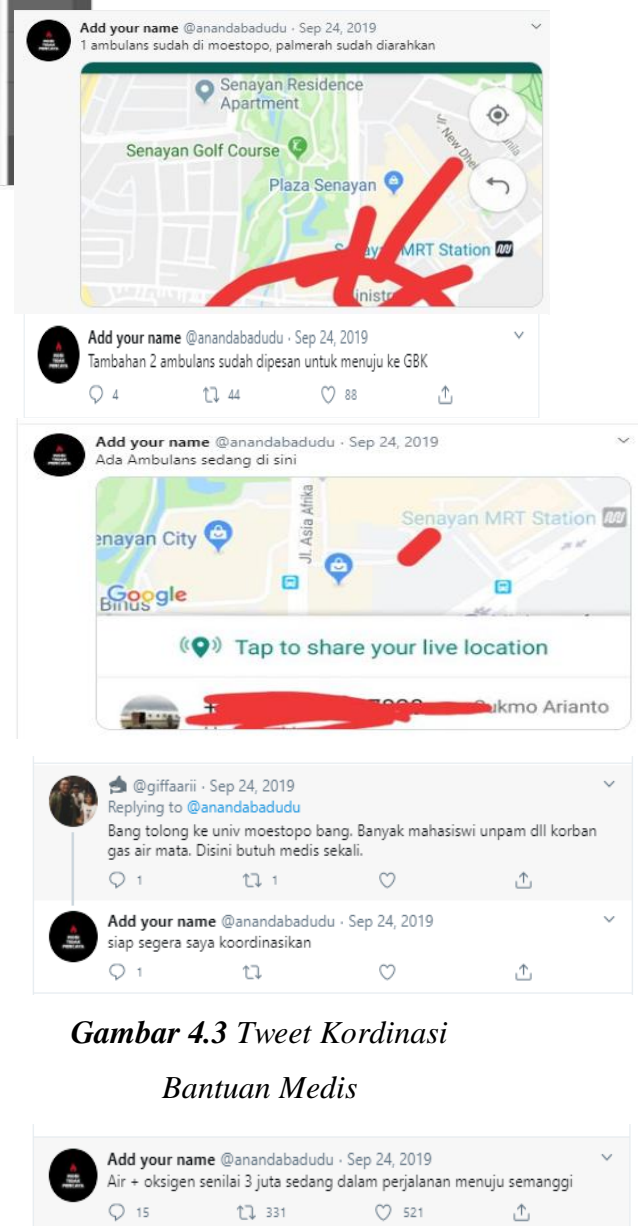 Add your name @anandabadudu · Sep 24, 2019
1 ambulans sudah di moestopo, palmerah sudah diarahkan
Senayan Residence
Apartment
Jl. New Delhi
Senayan Golf Course
Plaza Senayan
MRT Station
Add your name @anandabadudu · Sep 24, 2019
Tambahan 2 ambulans sudah dipesan untuk menuju ke GBK
4 44 88
Add your name @anandabadudu · Sep 24, 2019
Ada Ambulans sedang di sini
Senayan MRT Station
enayan City
Jl. Asia Afrika
Google
Binus
Tap to share your live location
ukmo Arianto
@giffaarii · Sep 24, 2019
Replying to @anandabadudu
Bang tolong ke univ moestopo bang. Banyak mahasiswi unpam dll korban
gas air mata. Disini butuh medis sekali.
1 1
Add your name @anandabadudu · Sep 24, 2019
siap segera saya koordinasikan
1
Gambar 4.3 Tweet Kordinasi
Bantuan Medis
Add your name @anandabadudu · Sep 24, 2019
Air + oksigen senilai 3 juta sedang dalam perjalanan menuju semanggi
15 331 521